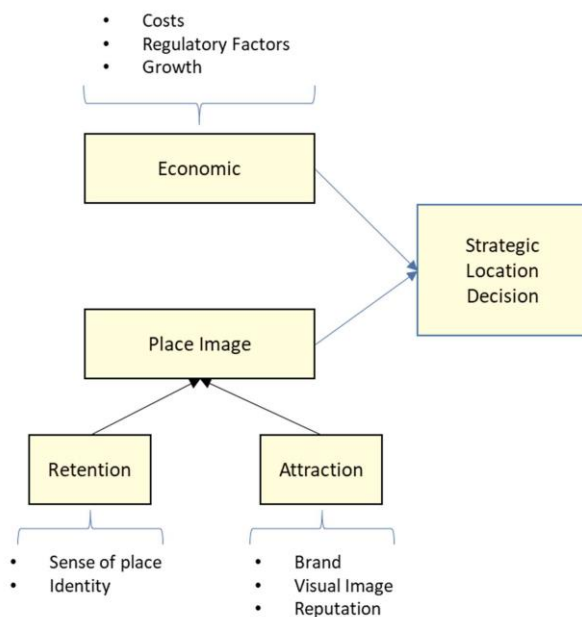 • Costs
• Regulatory Factors
• Growth
Economic
Strategic
Location
Decision
Place Image
Retention
Attraction
• Sense of place
• Identity
• Brand
• Visual Image
• Reputation